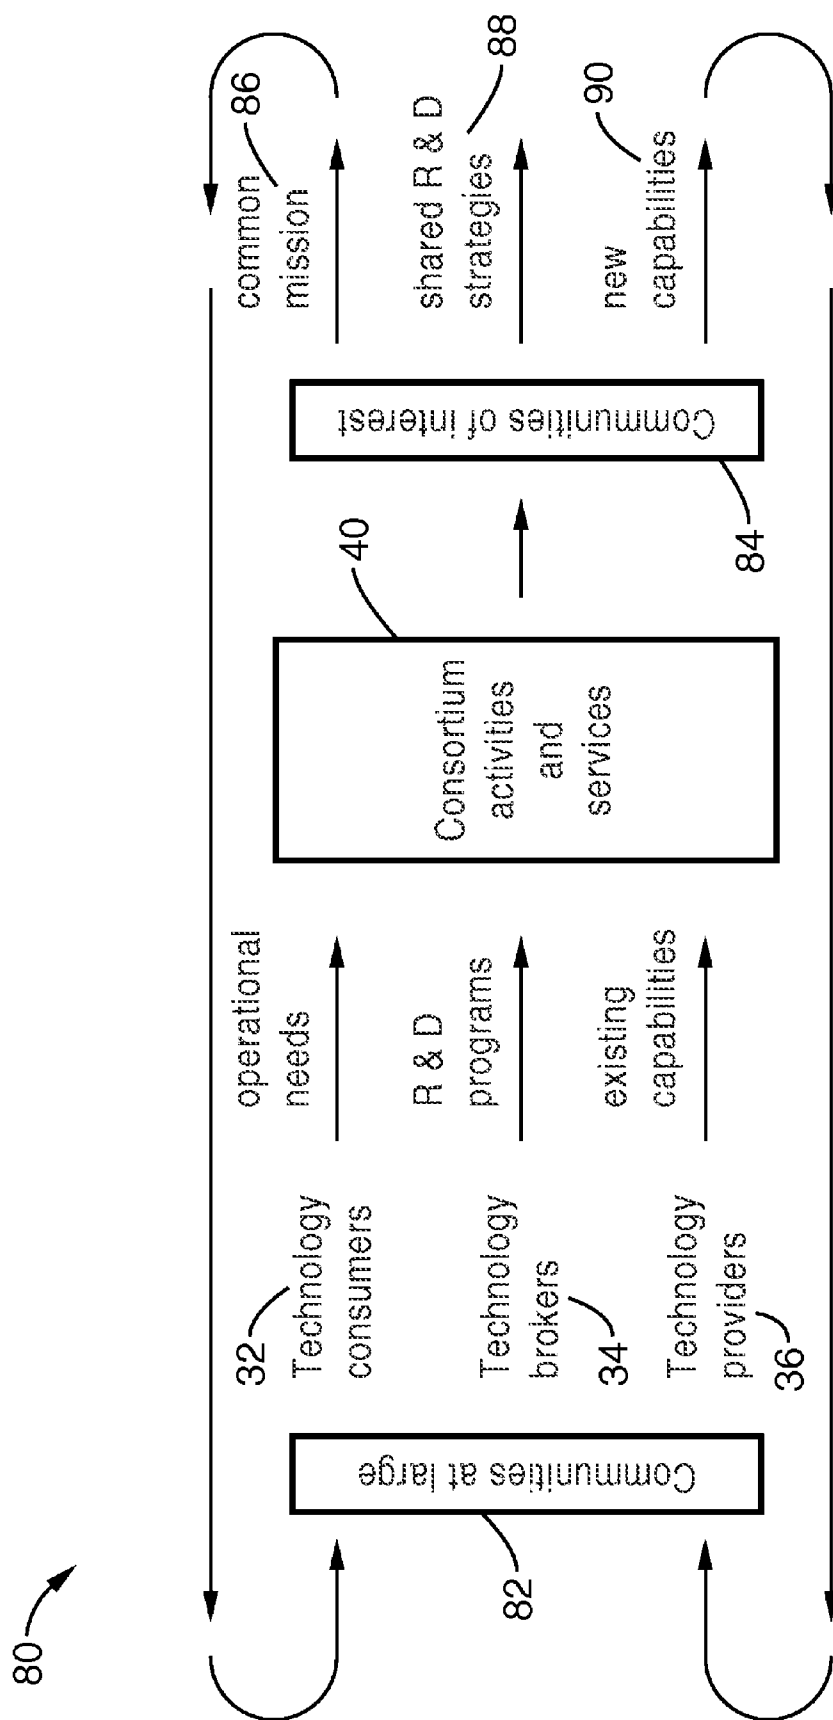 80
82
Communities at large
32
Technology
consumers
Technology
brokers
34
Technology
providers
36
operational
needs
R & D
programs
existing
capabilities
40
Consortium
activities
and
services
84
Communities of interest
common
mission
86
shared R & D
strategies
88
new
capabilities
90